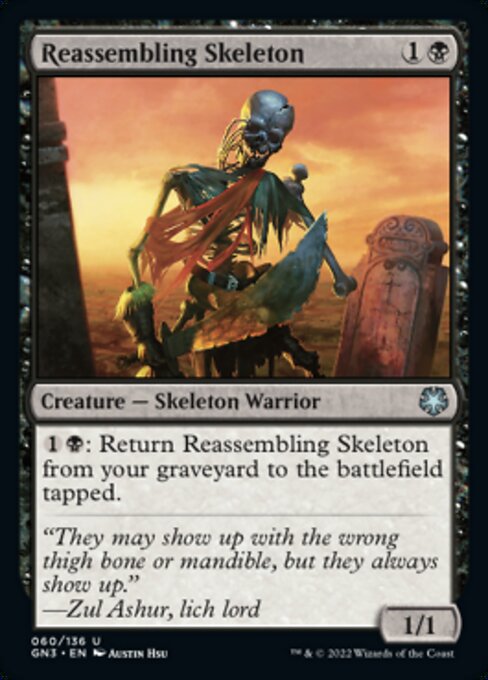 Reassembling Skeleton 1
Creature — Skeleton Warrior
1 : Return Reassembling Skeleton
from your graveyard to the battlefield
tapped.
“They may show up with the wrong
thigh bone or mandible, but they always
show up.”
—Zul Ashur, lich lord
1/1
060/136 U
GN3 • EN Austin Hsu
™ & © 2022 Wizards of the Coast